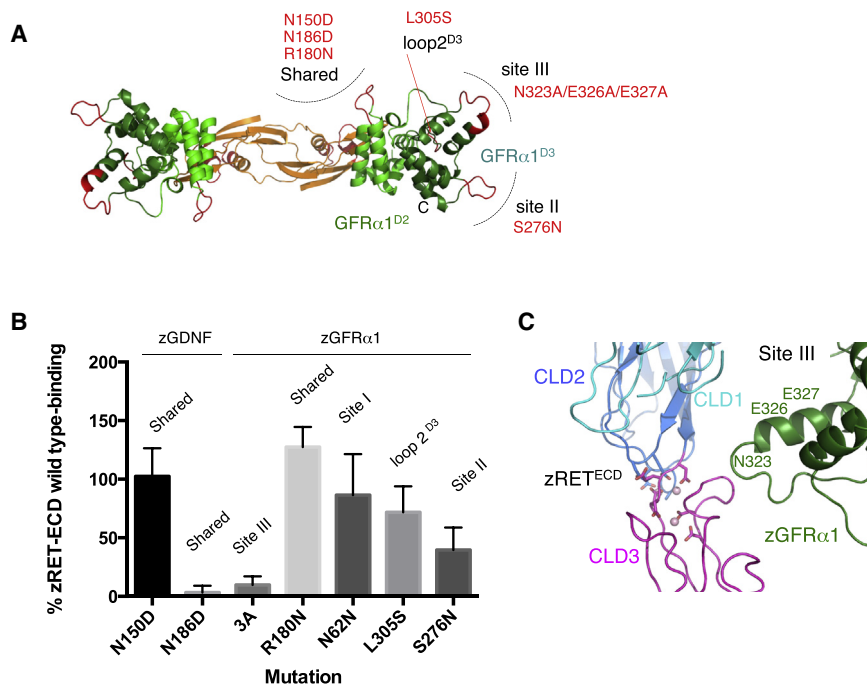 A
N150D
N186D
R180N
Shared
L305S
loop2D3
site III
N323A/E326A/E327A
GFRα1D3
site II
S276N
C
GFRα1D2
B
zGDNF
zGFRα1
% zRET-ECD wild type-binding
200
150
100
50
0
Shared
Shared
Site III
Shared
Site I
loop 2 D3
Site II
N150D
N186D
3A
R180N
N62N
L305S
S276N
Mutation
C
Site III
CLD2
CLD1
E327
E326
N323
zRETECD
zGFRα1
CLD3